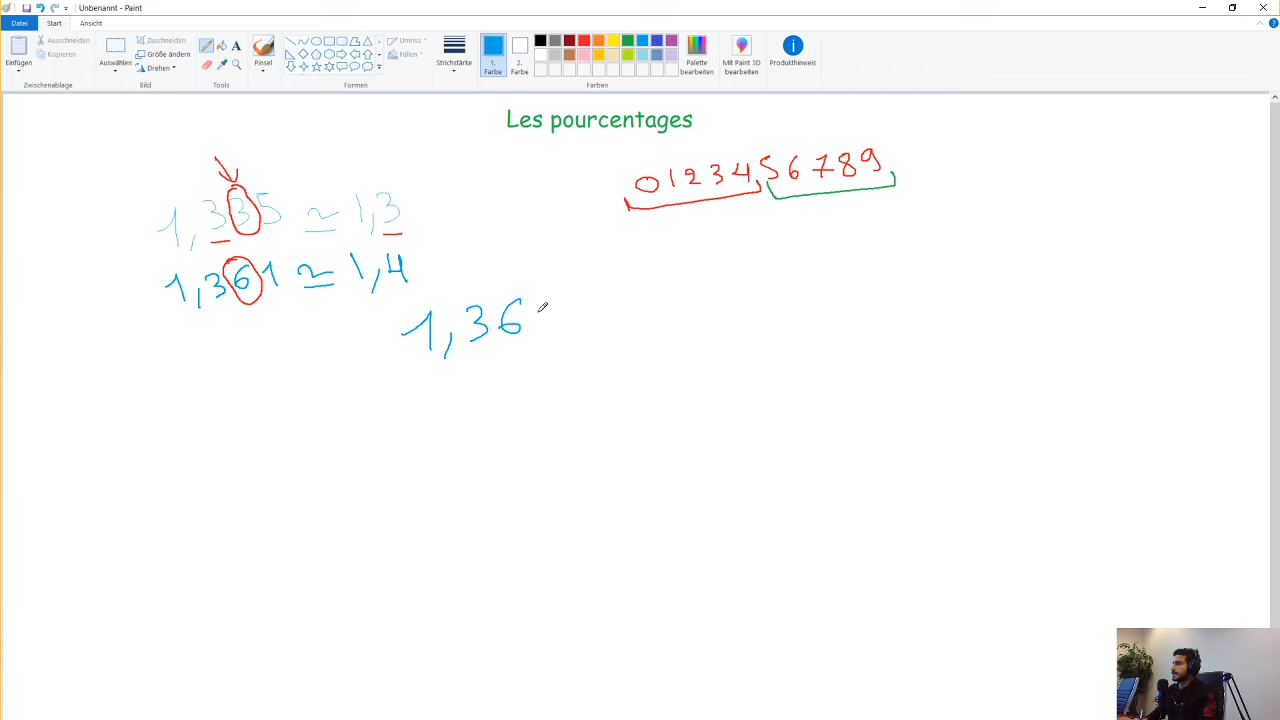 Unbenannt - Paint
Datei Start Ansicht
Einfügen
Ausschneiden
Kopieren
Zwischenablage
Auswählen
Zuschneiden
Größe ändern
Drehen
Bild
A
Tools
Pinsel
Umriss
Füllen
Formen
Strichstärke
1. Farbe
2. Farbe
Farben
Palette bearbeiten
Mit Paint 3D bearbeiten
Produkthinweis
Les pourcentages
0 1 2 3 4 5 6 7 8 9
1,335 ≃ 1,3
1,361 ≃ 1,4
1,36